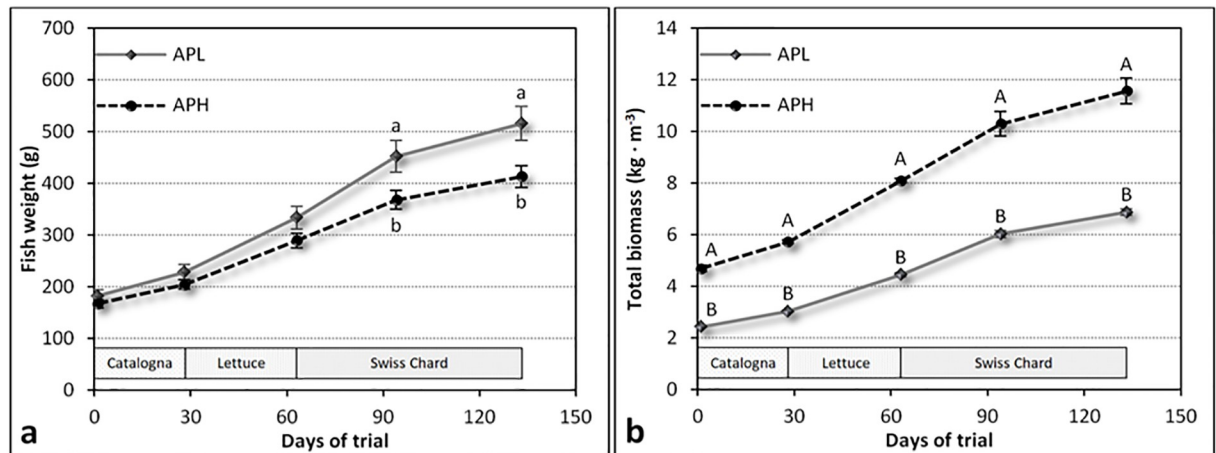 700
600
500
400
300
200
100
0
Fish weight (g)
APL
APH
a
a
b
b
Catalogna Lettuce Swiss Chard
0 30 60 90 120 150
Days of trial
a
14
12
10
8
6
4
2
0
Total biomass (kg · m⁻³)
APL
APH
A
A
A
A
A
B
B
B
B
B
Catalogna Lettuce Swiss Chard
0 30 60 90 120 150
Days of trial
b